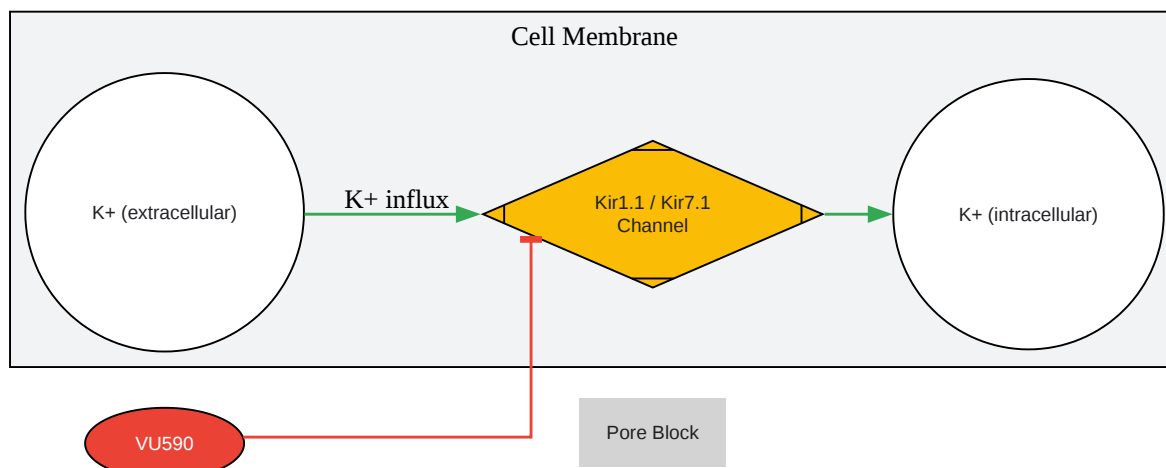 Cell Membrane
K+ (extracellular)
K+ influx
Kir1.1 / Kir7.1
Channel
K+ (intracellular)
VU590
Pore Block